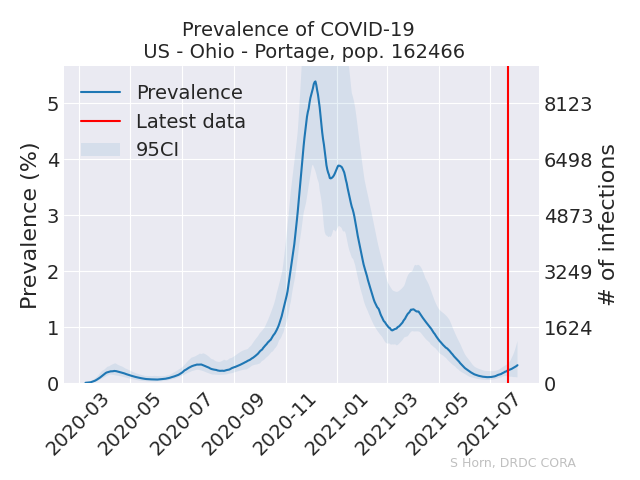 Prevalence of COVID-19
US - Ohio - Portage, pop. 162466
Prevalence
Latest data
95CI
Prevalence (%)
5
4
3
2
1
0
8123
6498
4873
3249
1624
0
# of infections
2020-03
2020-05
2020-07
2020-09
2020-11
2021-01
2021-03
2021-05
2021-07
S Horn, DRDC CORA